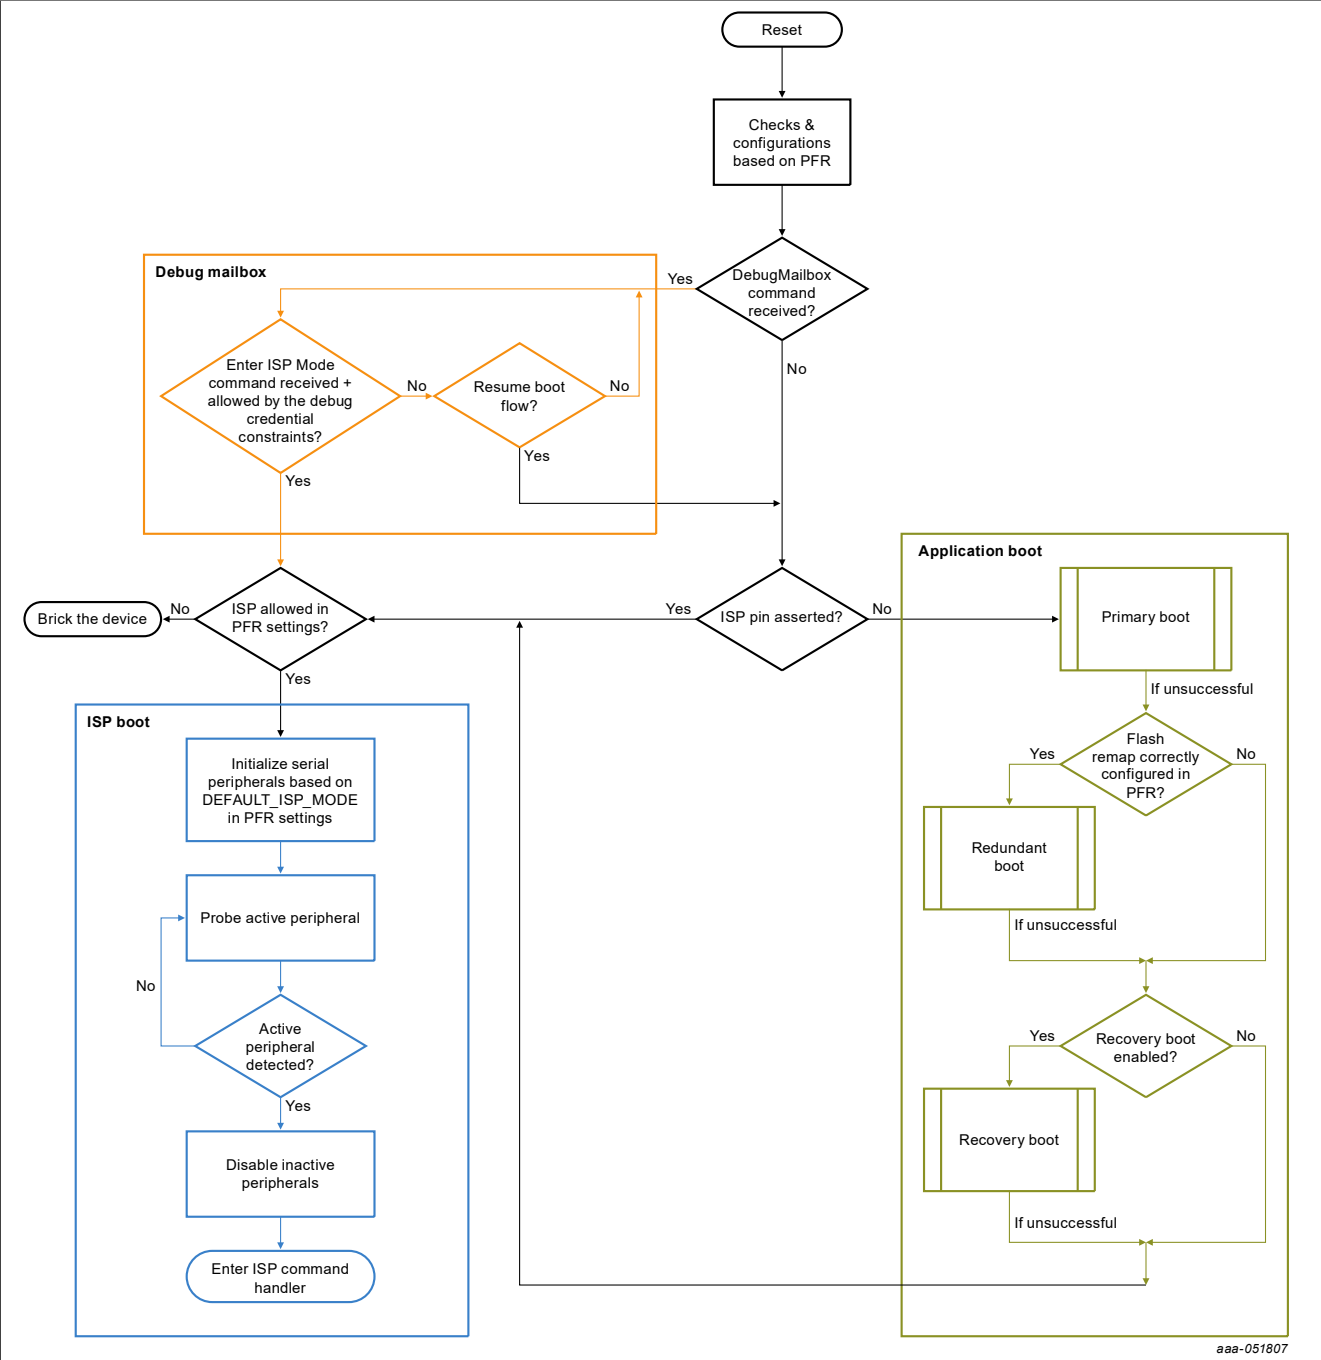 Reset
Checks &
configurations
based on PFR
Debug mailbox
Yes
DebugMailbox
command
received?
No
Enter ISP Mode
command received +
allowed by the debug
credential
constraints?
No
Resume boot
flow?
No
Yes
Yes
Application boot
Brick the device
No
ISP allowed in
PFR settings?
Yes
ISP pin asserted?
No
Primary boot
Yes
If unsuccessful
ISP boot
Flash
remap correctly
configured in
PFR?
Yes
No
Initialize serial
peripherals based on
DEFAULT_ISP_MODE
in PFR settings
Redundant
boot
Probe active peripheral
If unsuccessful
No
Active
peripheral
detected?
Yes
Recovery boot
enabled?
Yes
No
Disable inactive
peripherals
Recovery boot
If unsuccessful
Enter ISP command
handler
aaa-051807